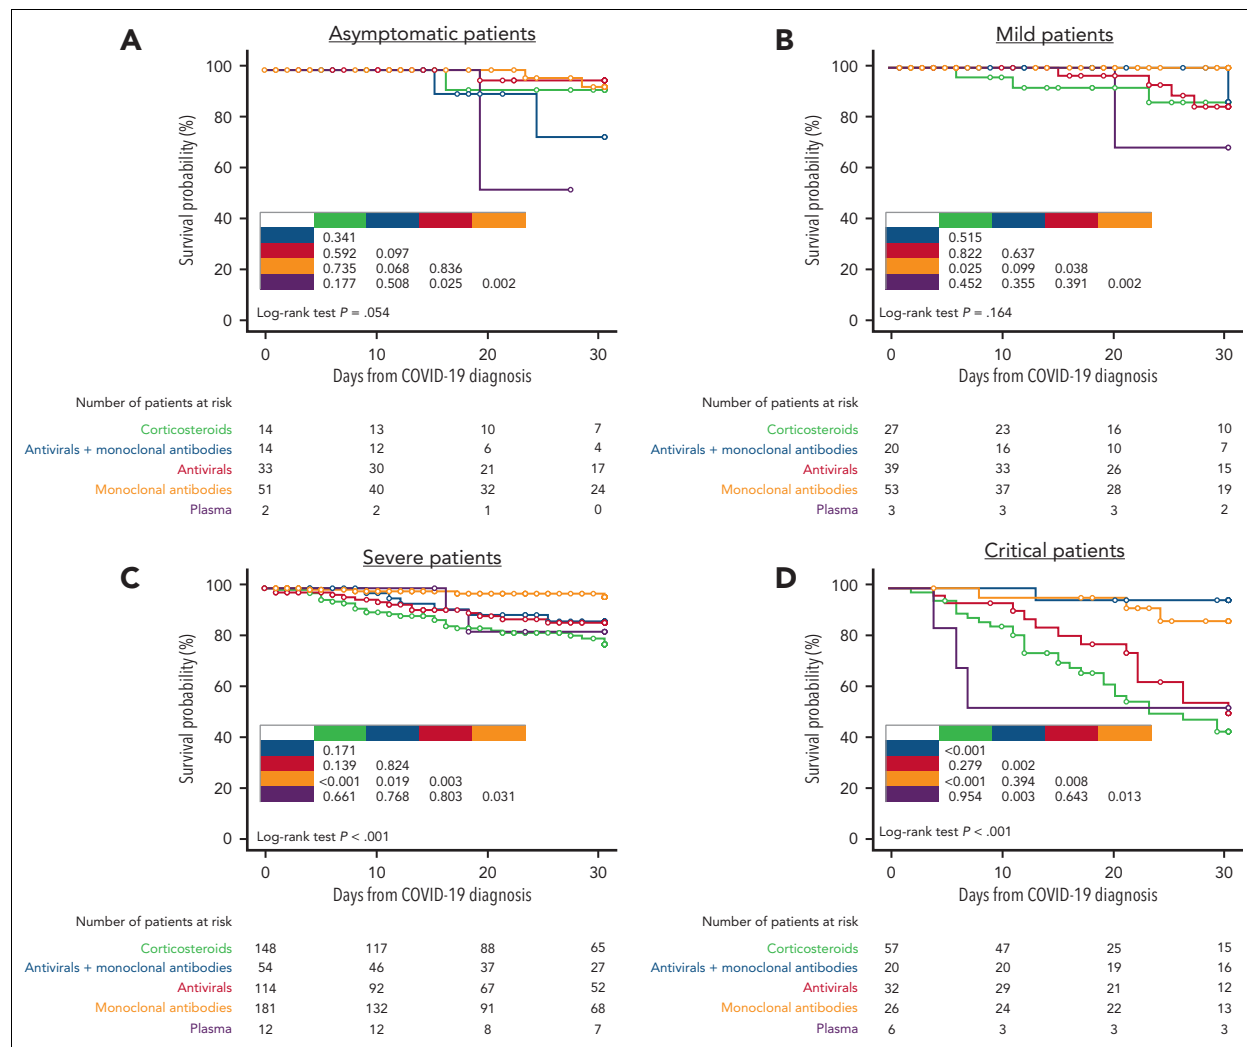 A
Asymptomatic patients
Survival probability (%)
100
80
60
40
20
0
0.341
0.592 0.097
0.735 0.068 0.836
0.177 0.508 0.025 0.002
Log-rank test P = .054
0 10 20 30
Days from COVID-19 diagnosis
Number of patients at risk
Corticosteroids 14 13 10 7
Antivirals + monoclonal antibodies 14 12 6 4
Antivirals 33 30 21 17
Monoclonal antibodies 51 40 32 24
Plasma 2 2 1 0
B
Mild patients
Survival probability (%)
100
80
60
40
20
0
0.515
0.822 0.637
0.025 0.099 0.038
0.452 0.355 0.391 0.002
Log-rank test P = .164
0 10 20 30
Days from COVID-19 diagnosis
Number of patients at risk
Corticosteroids 27 23 16 10
Antivirals + monoclonal antibodies 20 16 10 7
Antivirals 39 33 26 15
Monoclonal antibodies 53 37 28 19
Plasma 3 3 3 2
C
Severe patients
Survival probability (%)
100
80
60
40
20
0
0.171
0.139 0.824
<0.001 0.019 0.003
0.661 0.768 0.803 0.031
Log-rank test P < .001
0 10 20 30
Days from COVID-19 diagnosis
Number of patients at risk
Corticosteroids 148 117 88 65
Antivirals + monoclonal antibodies 54 46 37 27
Antivirals 114 92 67 52
Monoclonal antibodies 181 132 91 68
Plasma 12 12 8 7
D
Critical patients
Survival probability (%)
100
80
60
40
20
0
<0.001
0.279 0.002
<0.001 0.394 0.008
0.954 0.003 0.643 0.013
Log-rank test P < .001
0 10 20 30
Days from COVID-19 diagnosis
Number of patients at risk
Corticosteroids 57 47 25 15
Antivirals + monoclonal antibodies 20 20 19 16
Antivirals 32 29 21 12
Monoclonal antibodies 26 24 22 13
Plasma 6 3 3 3